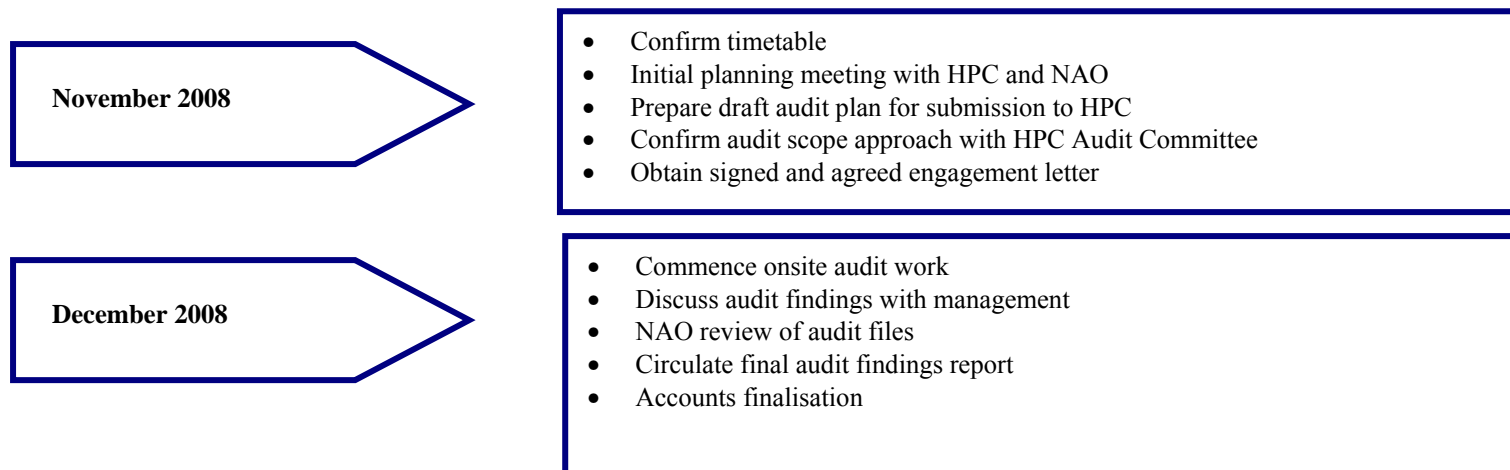 November 2008
• Confirm timetable
• Initial planning meeting with HPC and NAO
• Prepare draft audit plan for submission to HPC
• Confirm audit scope approach with HPC Audit Committee
• Obtain signed and agreed engagement letter
December 2008
• Commence onsite audit work
• Discuss audit findings with management
• NAO review of audit files
• Circulate final audit findings report
• Accounts finalisation